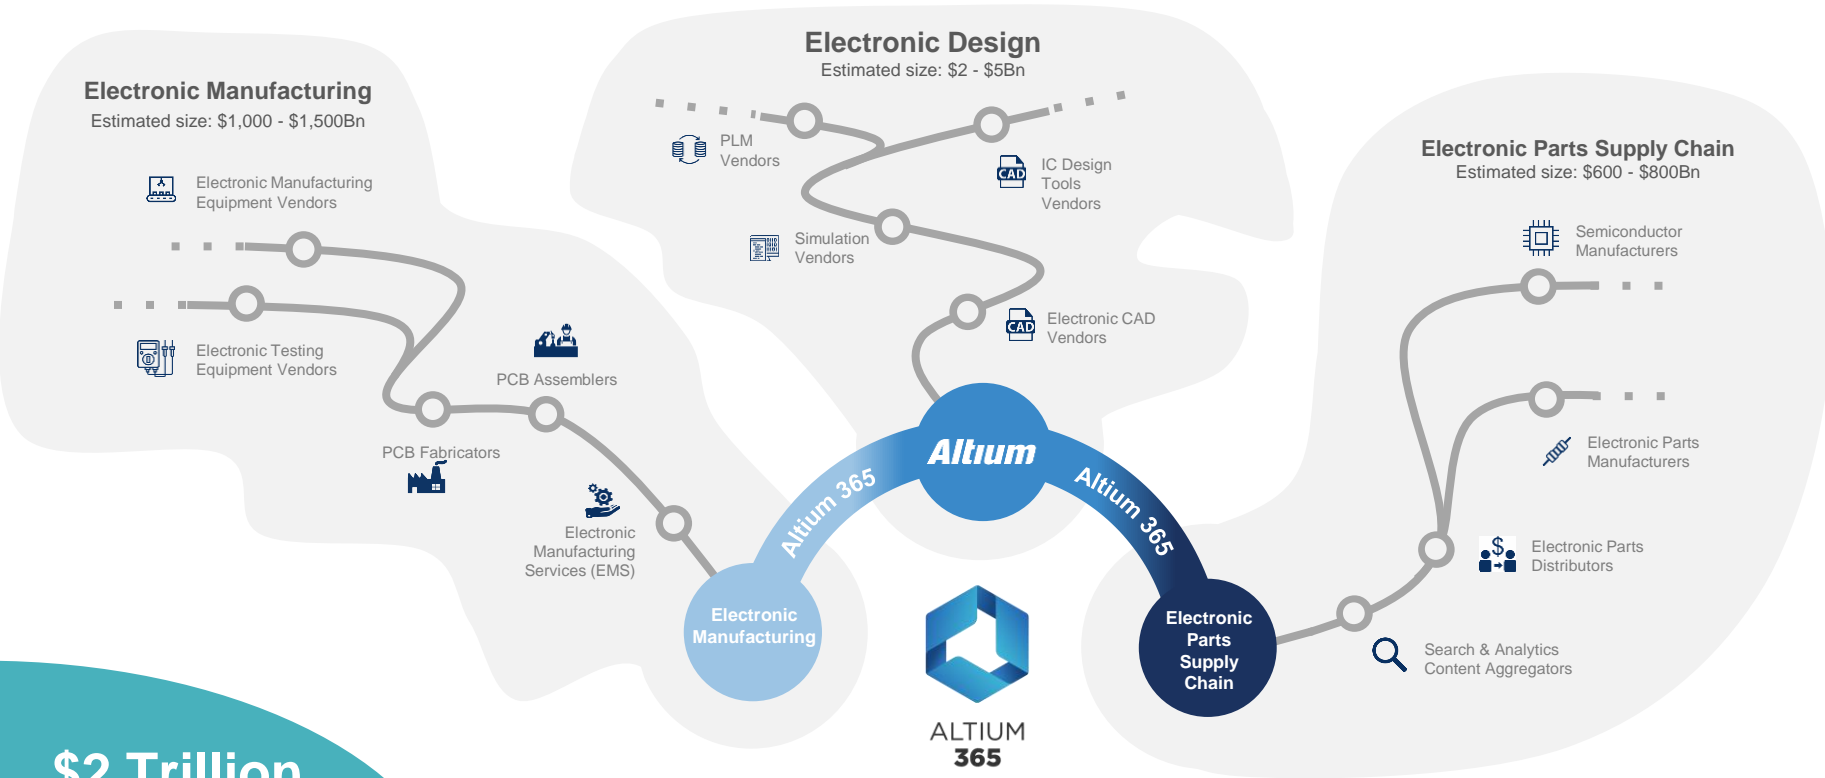 Electronic Manufacturing
Estimated size: $1,000 - $1,500Bn
Electronic Manufacturing
Equipment Vendors
Electronic Testing
Equipment Vendors
PCB Assemblers
PCB Fabricators
Electronic
Manufacturing
Services (EMS)
Electronic Design
Estimated size: $2 - $5Bn
PLM
Vendors
CAD
IC Design
Tools
Vendors
Simulation
Vendors
CAD
Electronic CAD
Vendors
Electronic Parts Supply Chain
Estimated size: $600 - $800Bn
Semiconductor
Manufacturers
Electronic Parts
Manufacturers
$
Electronic Parts
Distributors
Search & Analytics
Content Aggregators
Altium
Altium 365
Altium 365
Electronic
Manufacturing
Electronic
Parts
Supply
Chain
ALTIUM
365
$2 Trillion